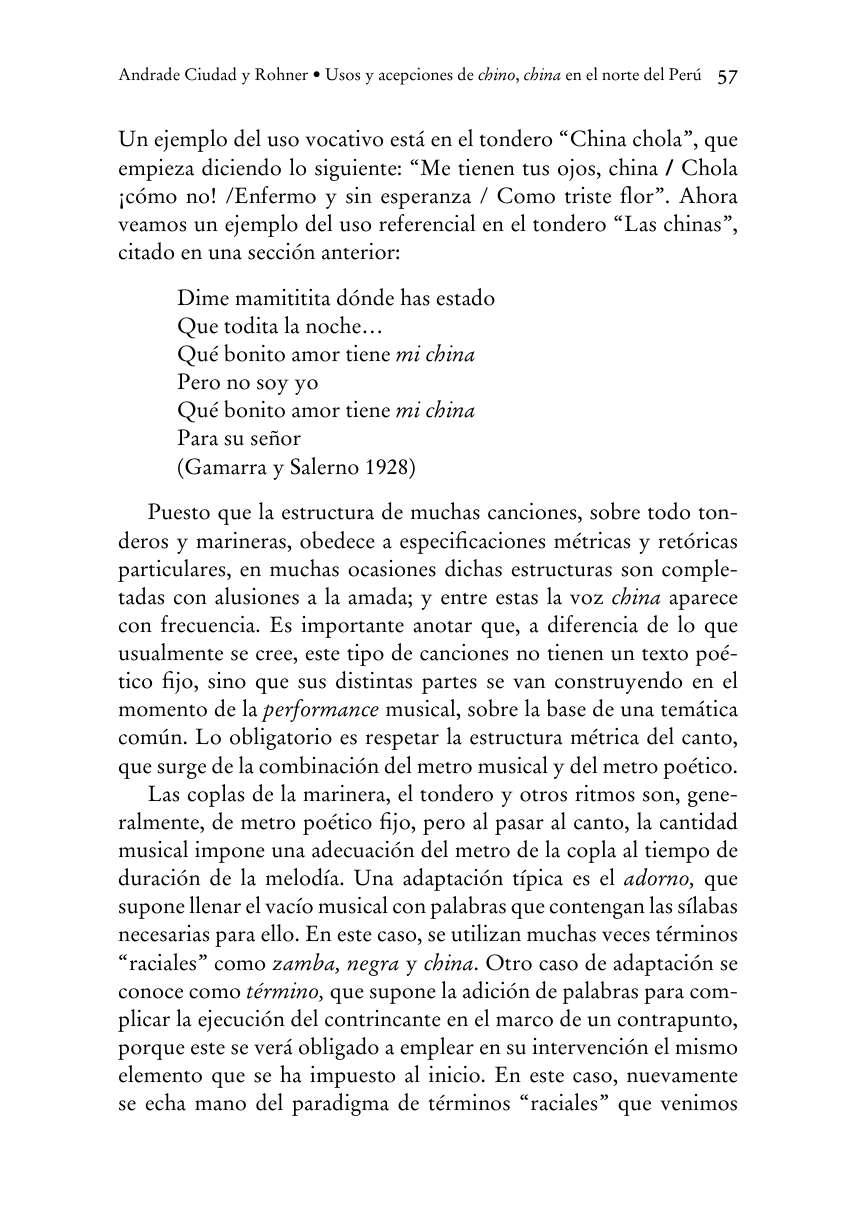 Andrade Ciudad y Rohner • Usos y acepciones de chino, china en el norte del Perú 57
Un ejemplo del uso vocativo está en el tondero “China chola”, que
empieza diciendo lo siguiente: “Me tienen tus ojos, china / Chola
¡cómo no! /Enfermo y sin esperanza / Como triste flor”. Ahora
veamos un ejemplo del uso referencial en el tondero “Las chinas”,
citado en una sección anterior:
Dime mamititita dónde has estado
Que todita la noche…
Qué bonito amor tiene mi china
Pero no soy yo
Qué bonito amor tiene mi china
Para su señor
(Gamarra y Salerno 1928)
Puesto que la estructura de muchas canciones, sobre todo ton-
deros y marineras, obedece a especificaciones métricas y retóricas
particulares, en muchas ocasiones dichas estructuras son comple-
tadas con alusiones a la amada; y entre estas la voz china aparece
con frecuencia. Es importante anotar que, a diferencia de lo que
usualmente se cree, este tipo de canciones no tienen un texto poé-
tico fijo, sino que sus distintas partes se van construyendo en el
momento de la performance musical, sobre la base de una temática
común. Lo obligatorio es respetar la estructura métrica del canto,
que surge de la combinación del metro musical y del metro poético.
Las coplas de la marinera, el tondero y otros ritmos son, gene-
ralmente, de metro poético fijo, pero al pasar al canto, la cantidad
musical impone una adecuación del metro de la copla al tiempo de
duración de la melodía. Una adaptación típica es el adorno, que
supone llenar el vacío musical con palabras que contengan las sílabas
necesarias para ello. En este caso, se utilizan muchas veces términos
“raciales” como zamba, negra y china. Otro caso de adaptación se
conoce como término, que supone la adición de palabras para com-
plicar la ejecución del contrincante en el marco de un contrapunto,
porque este se verá obligado a emplear en su intervención el mismo
elemento que se ha impuesto al inicio. En este caso, nuevamente
se echa mano del paradigma de términos “raciales” que venimos